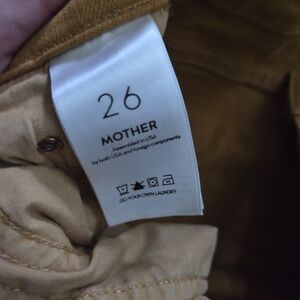 26
MOTHER
Assembled in USA
by both USA and foreign components
DO YOUR OWN LAUNDRY